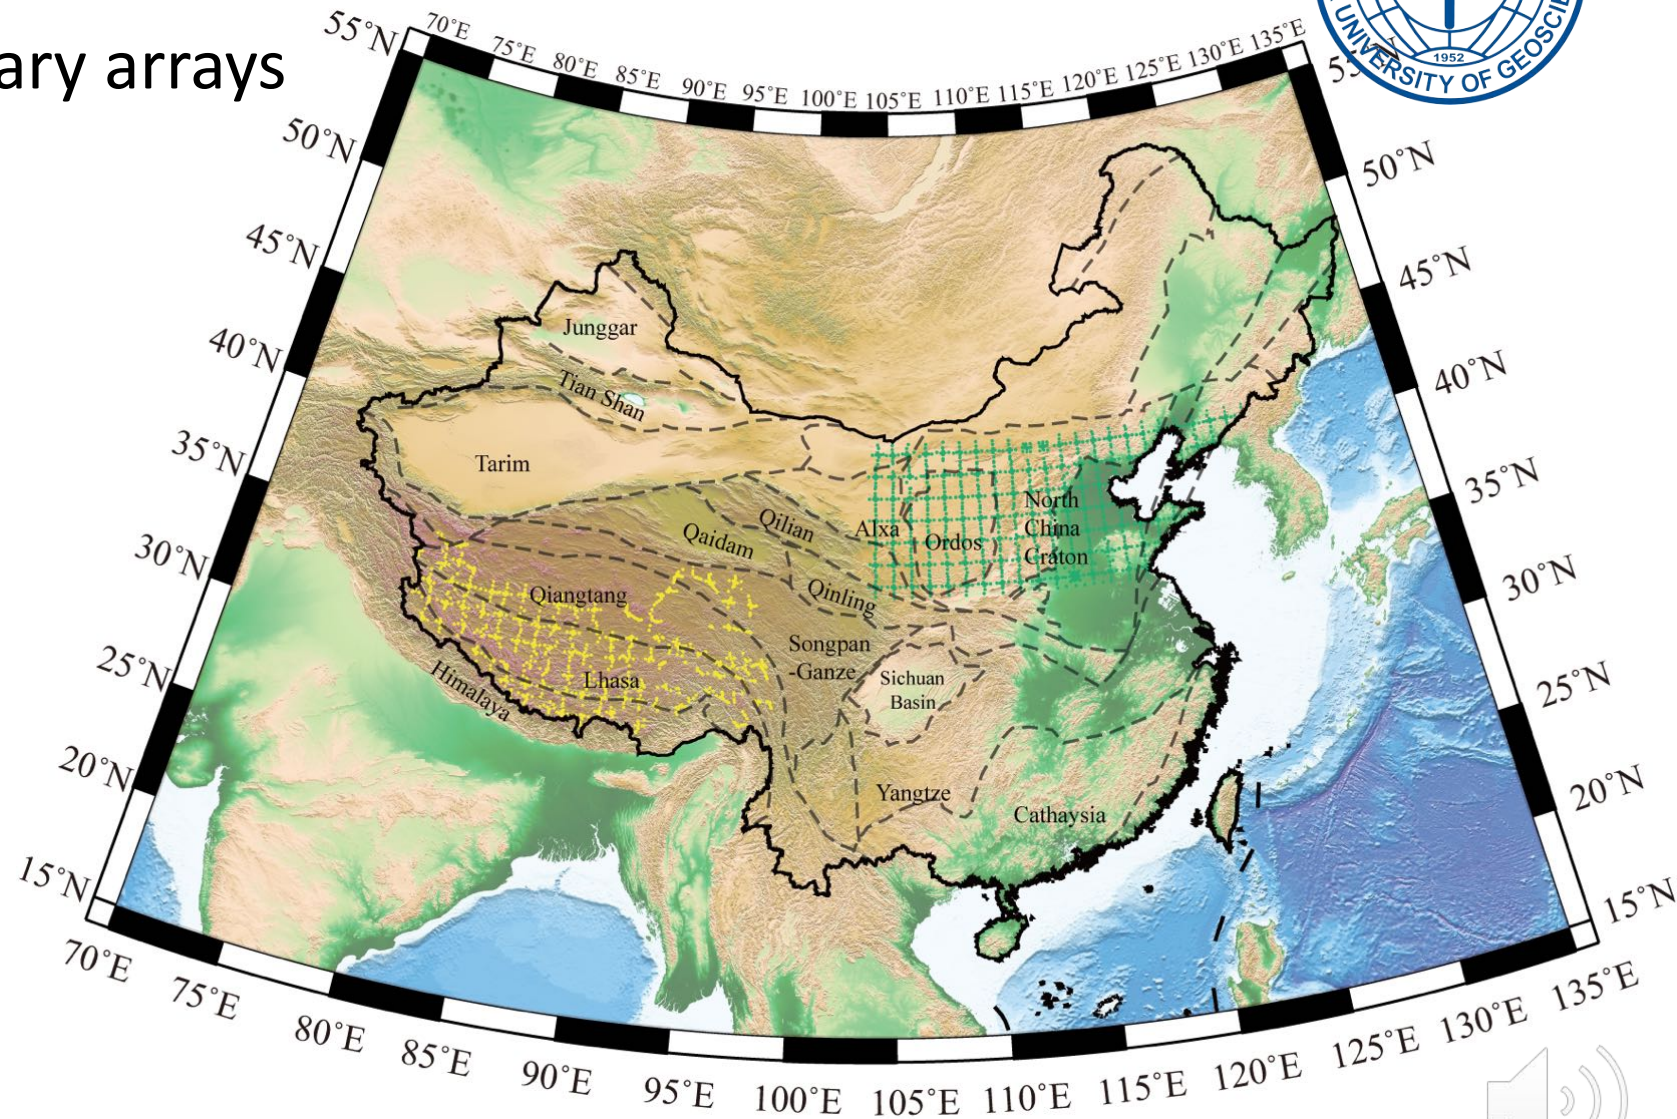 ary arrays
70°E 75°E 80°E 85°E 90°E 95°E 100°E 105°E 110°E 115°E 120°E 125°E 130°E 135°E
UNIVERSITY OF GEOSCI
1952
55°N
50°N
45°N
40°N
35°N
30°N
25°N
20°N
15°N
55°N
50°N
45°N
40°N
35°N
30°N
25°N
20°N
15°N
Junggar
Tian Shan
Tarim
Qaidam
Qilian
Alxa
Ordos
North
China
Craton
Qiangtang
Qinling
Songpan
-Ganze
Lhasa
Himalaya
Sichuan
Basin
Yangtze
Cathaysia
70°E 75°E 80°E 85°E 90°E 95°E 100°E 105°E 110°E 115°E 120°E 125°E 130°E 135°E